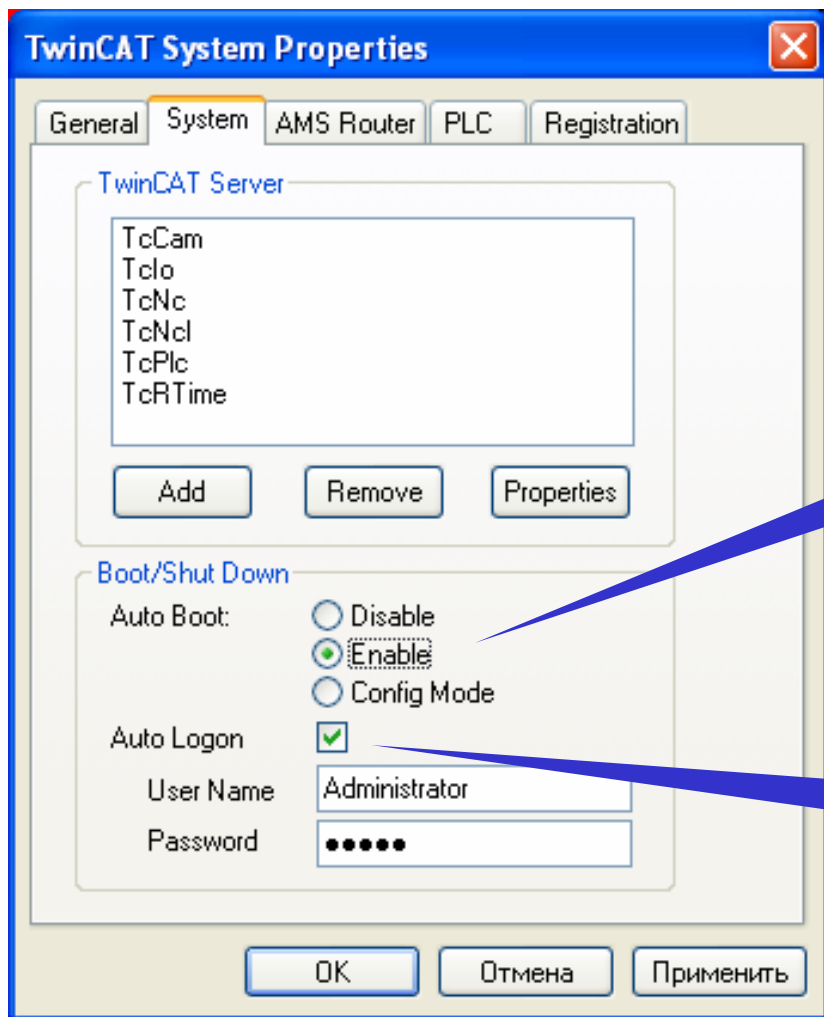 TwinCAT System Properties
General System AMS Router PLC Registration
TwinCAT Server
TcCam
TcIo
TcNc
TcNcI
TcPlc
TcRTime
Add Remove Properties
Boot/Shut Down
Auto Boot: Disable
Enable
Config Mode
Auto Logon
User Name Administrator
Password •••••
OK Отмена Применить